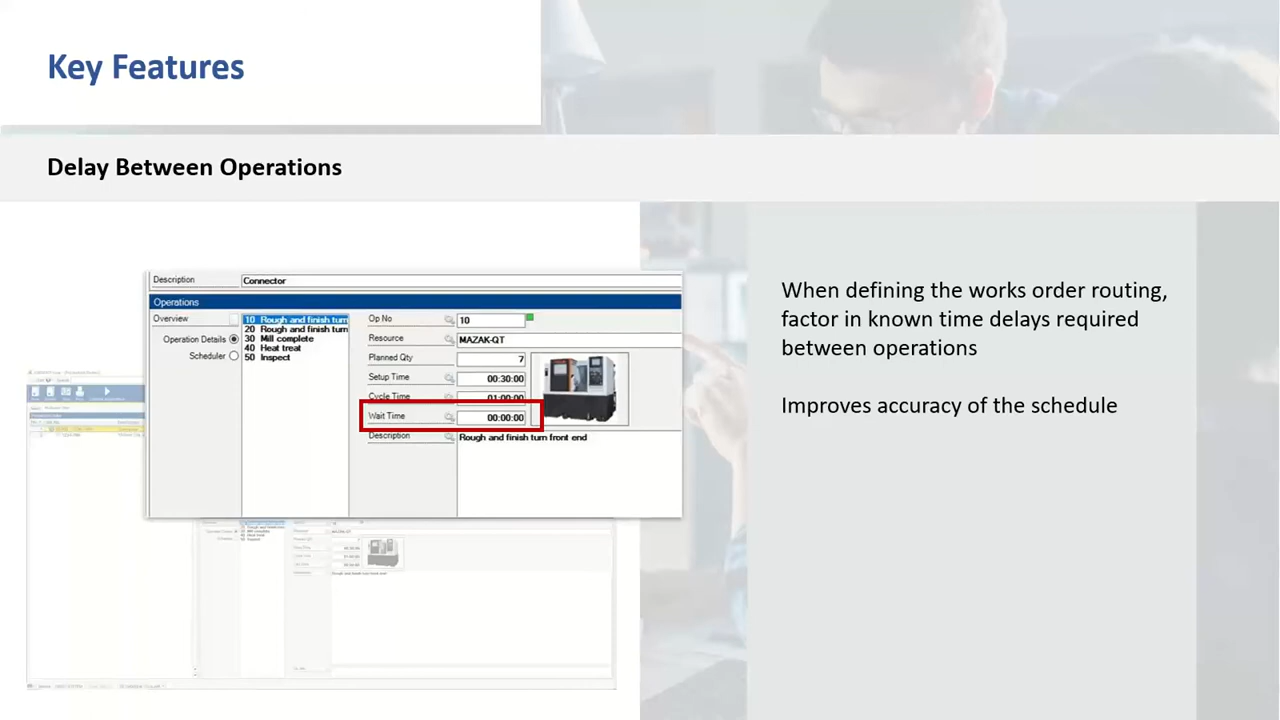 Key Features
Delay Between Operations
Description Connector
Operations
Overview
Operation Details
Scheduler
10 Rough and finish turn
20 Rough and finish turn
30 Mill complete
40 Heat treat
50 Inspect
Op No 10
Resource MAZAK-QT
Planned Qty 7
Setup Time 00:30:00
Cycle Time 01:00:00
Wait Time 00:00:00
Description Rough and finish turn front end
When defining the works order routing,
factor in known time delays required
between operations
Improves accuracy of the schedule